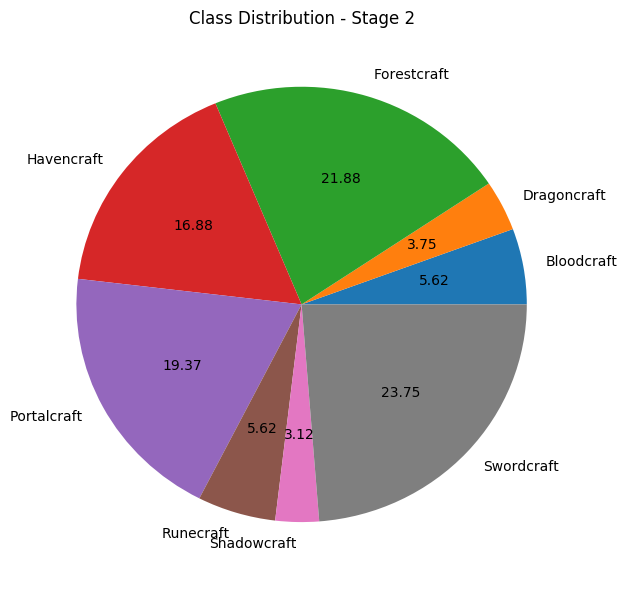 Class Distribution - Stage 2
Forestcraft
Havencraft
21.88
Dragoncraft
16.88
3.75
Bloodcraft
5.62
19.37
23.75
Portalcraft
5.62
3.12
Swordcraft
Runecraft
Shadowcraft